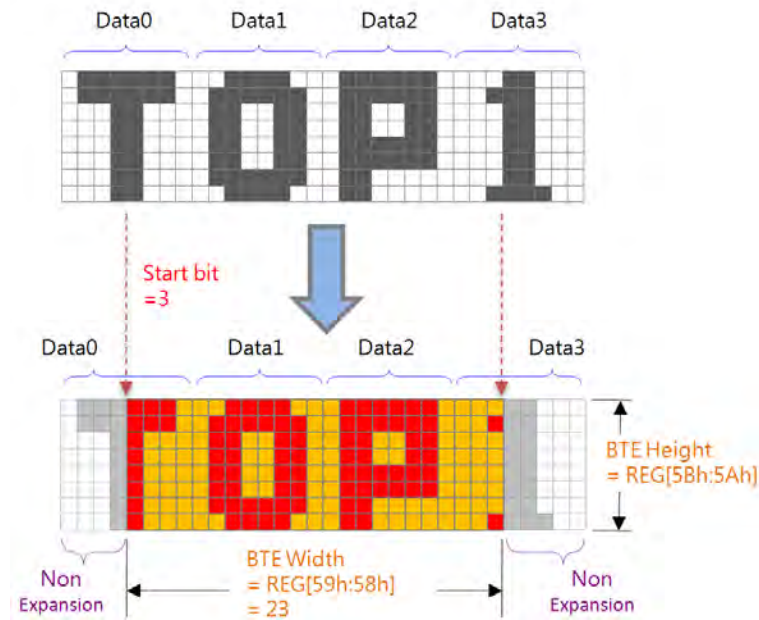 Data0 Data1 Data2 Data3
TOP1
Start bit
=3
Data0 Data1 Data2 Data3
TOP1
BTE Height
= REG[5Bh:5Ah]
Non
Expansion
BTE Width
= REG[59h:58h]
= 23
Non
Expansion